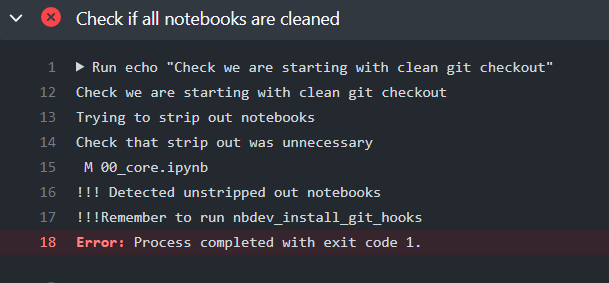 Check if all notebooks are cleaned
1 Run echo "Check we are starting with clean git checkout"
12 Check we are starting with clean git checkout
13 Trying to strip out notebooks
14 Check that strip out was unnecessary
15 M 00_core.ipynb
16 !!! Detected unstripped out notebooks
17 !!!Remember to run nbdev_install_git_hooks
18 Error: Process completed with exit code 1.